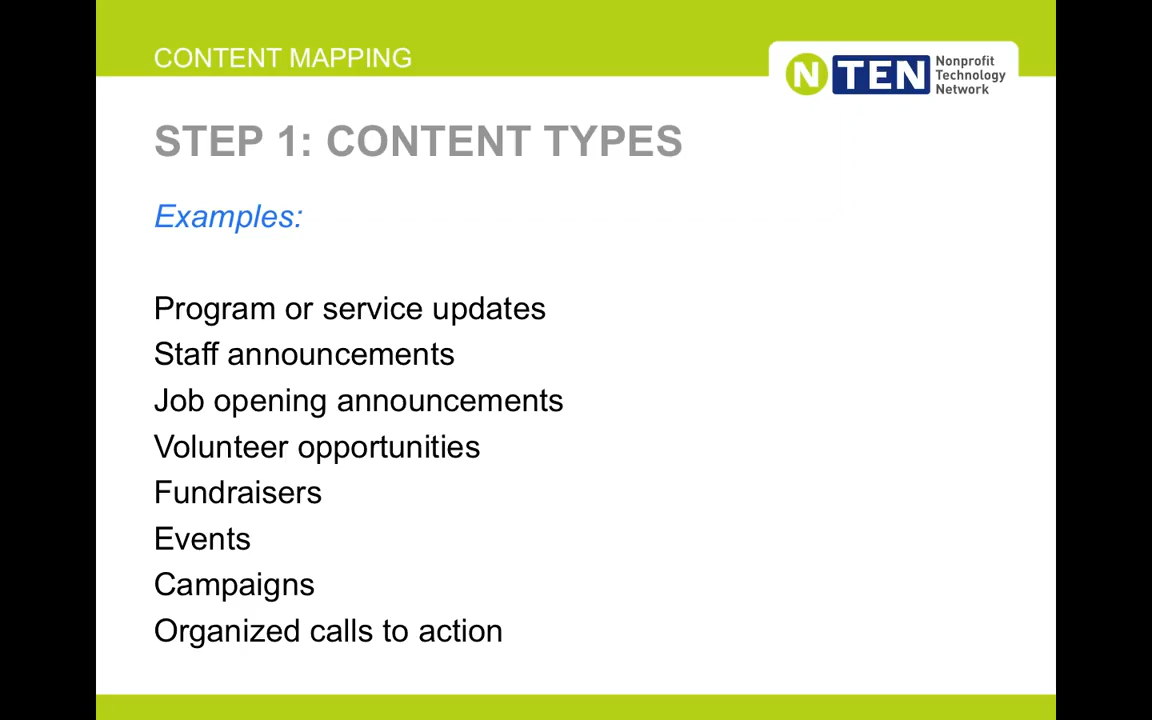 CONTENT MAPPING
N TEN
Nonprofit
Technology
Network
STEP 1: CONTENT TYPES
Examples:
Program or service updates
Staff announcements
Job opening announcements
Volunteer opportunities
Fundraisers
Events
Campaigns
Organized calls to action